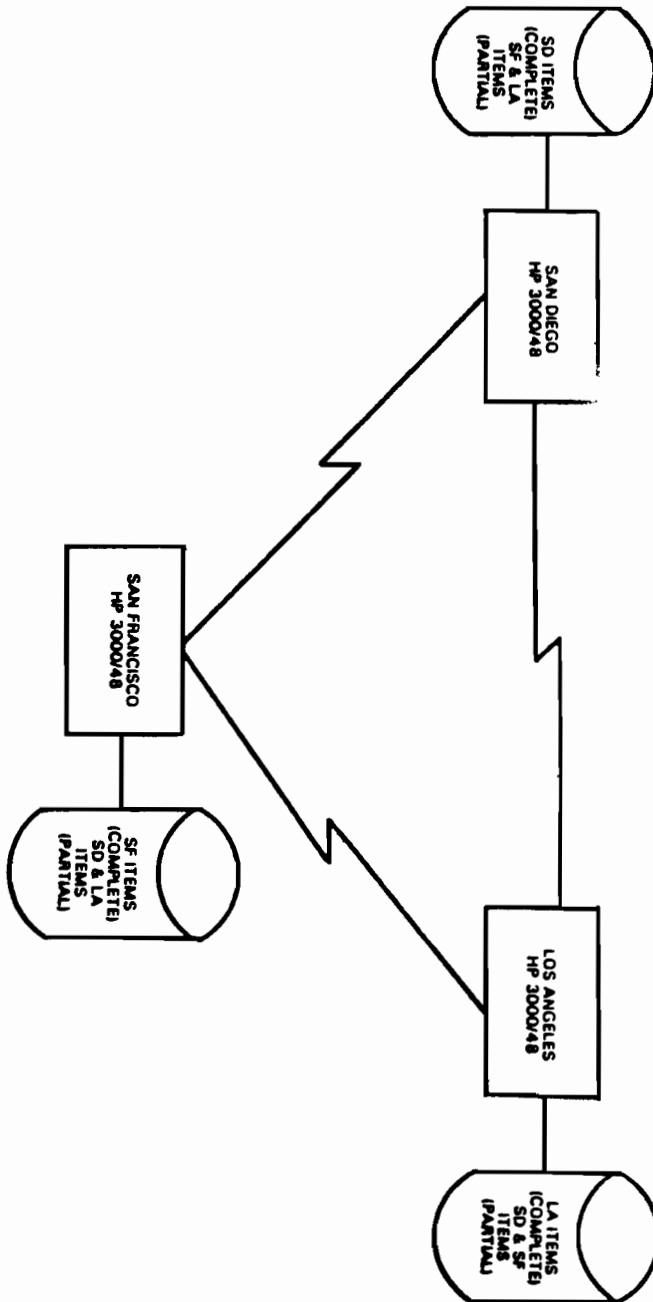 SD ITEMS
(COMPLETE)
SF & LA
ITEMS
(PARTIAL)
SAN DIEGO
HP 3000/48
SAN FRANCISCO
HP 3000/48
SF ITEMS
(COMPLETE)
SD & LA
ITEMS
(PARTIAL)
LOS ANGELES
HP 3000/48
LA ITEMS
(COMPLETE)
SD & SF
ITEMS
(PARTIAL)